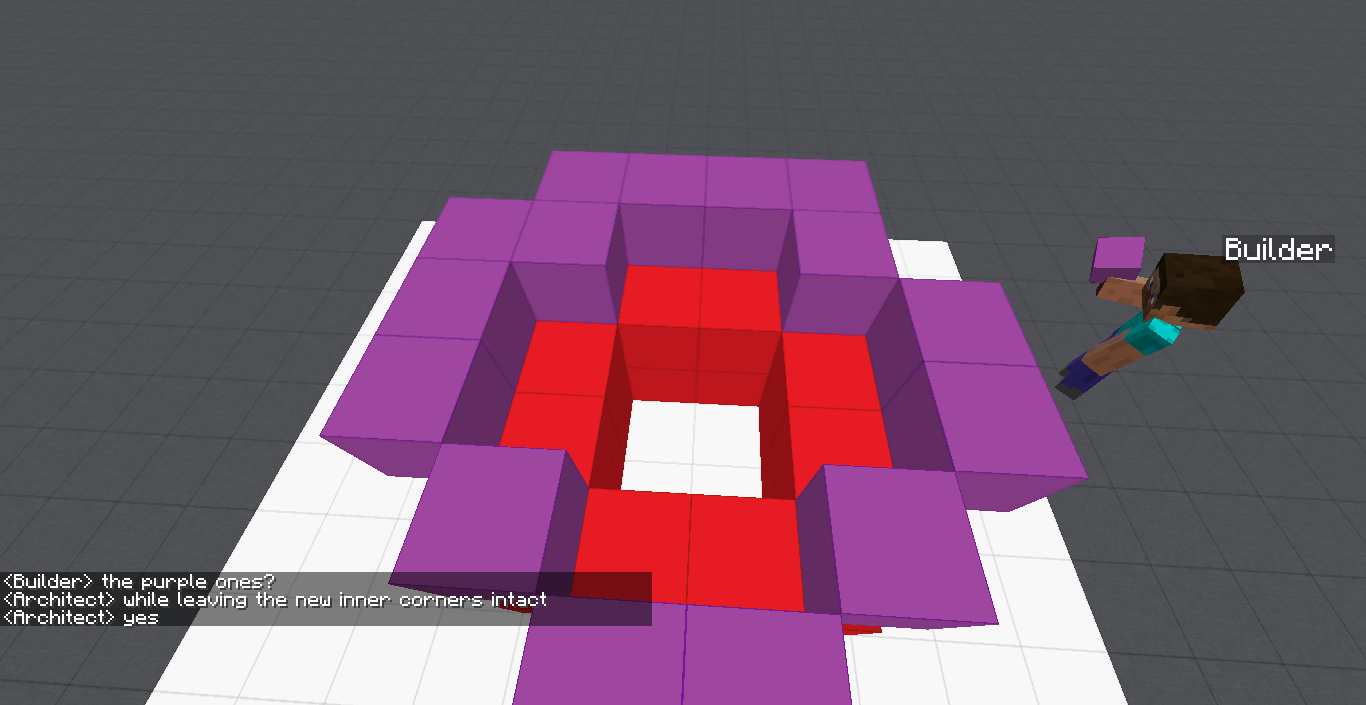 Builder
<Builder> the purple ones?
<Architect> while leaving the new inner corners intact
<Architect> yes